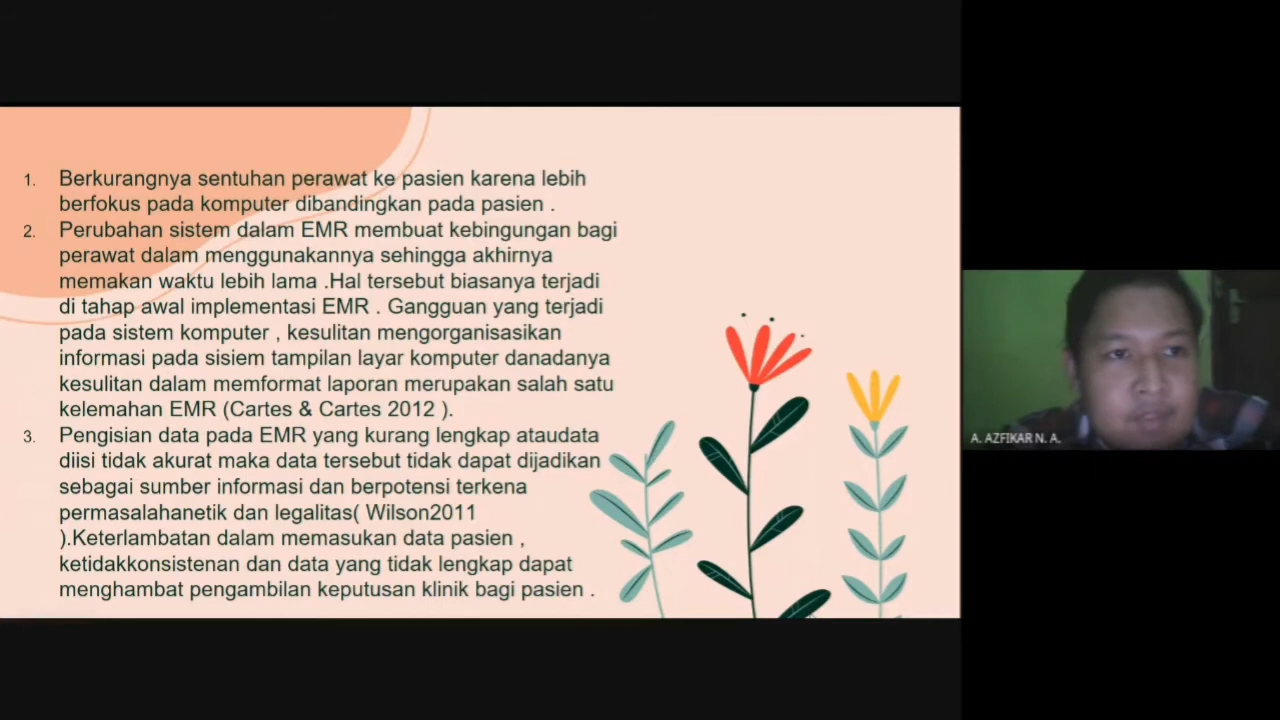 1. Berkurangnya sentuhan perawat ke pasien karena lebih
berfokus pada komputer dibandingkan pada pasien .
2. Perubahan sistem dalam EMR membuat kebingungan bagi
perawat dalam menggunakannya sehingga akhirnya
memakan waktu lebih lama .Hal tersebut biasanya terjadi
di tahap awal implementasi EMR . Gangguan yang terjadi
pada sistem komputer , kesulitan mengorganisasikan
informasi pada sisiem tampilan layar komputer danadanya
kesulitan dalam memformat laporan merupakan salah satu
kelemahan EMR (Cartes & Cartes 2012 ).
3. Pengisian data pada EMR yang kurang lengkap ataudata
diisi tidak akurat maka data tersebut tidak dapat dijadikan
sebagai sumber informasi dan berpotensi terkena
permasalahanetik dan legalitas( Wilson2011
).Keterlambatan dalam memasukan data pasien ,
ketidakkonsistenan dan data yang tidak lengkap dapat
menghambat pengambilan keputusan klinik bagi pasien .
A. AZFIKAR N. A.